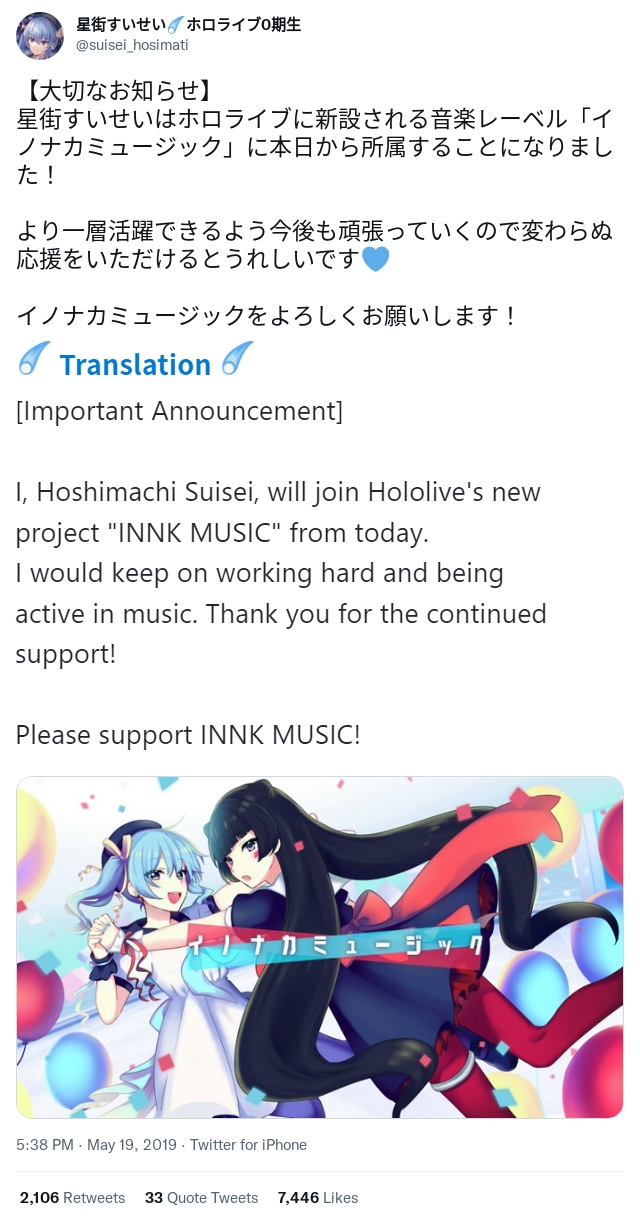 星街すいせい☄️ホロライブ0期生
@suisei_hosimati
【大切なお知らせ】
星街すいせいはホロライブに新設される音楽レーベル「イ
ノナカミュージック」に本日から所属することになりまし
た！
より一層活躍できるよう今後も頑張っていくので変わらぬ
応援をいただけるとうれしいです💙
イノナカミュージックをよろしくお願いします！
☄️ Translation ☄️
[Important Announcement]
I, Hoshimachi Suisei, will join Hololive's new
project "INNK MUSIC" from today.
I would keep on working hard and being
active in music. Thank you for the continued
support!
Please support INNK MUSIC!
イノナカミュージック
5:38 PM · May 19, 2019 · Twitter for iPhone
2,106 Retweets 33 Quote Tweets 7,446 Likes